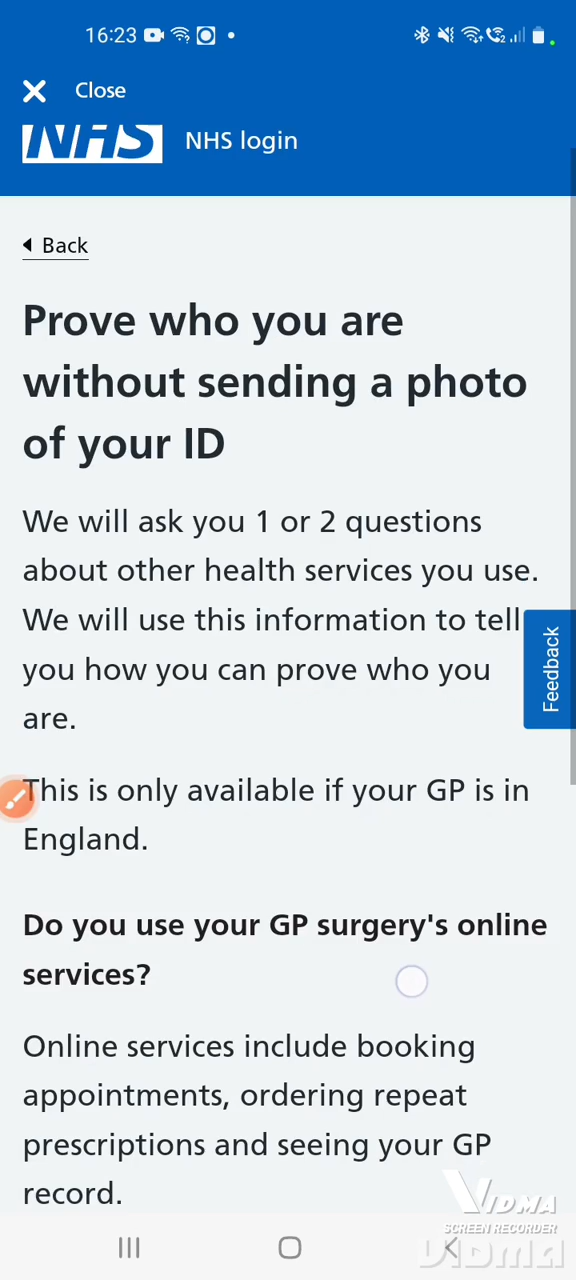 16:23
Close
NHS NHS login
Back
Prove who you are
without sending a photo
of your ID
We will ask you 1 or 2 questions
about other health services you use.
We will use this information to tell
you how you can prove who you
are.
Feedback
This is only available if your GP is in
England.
Do you use your GP surgery's online
services?
Online services include booking
appointments, ordering repeat
prescriptions and seeing your GP
record.
VIDMA
SCREEN RECORDER
Vidma